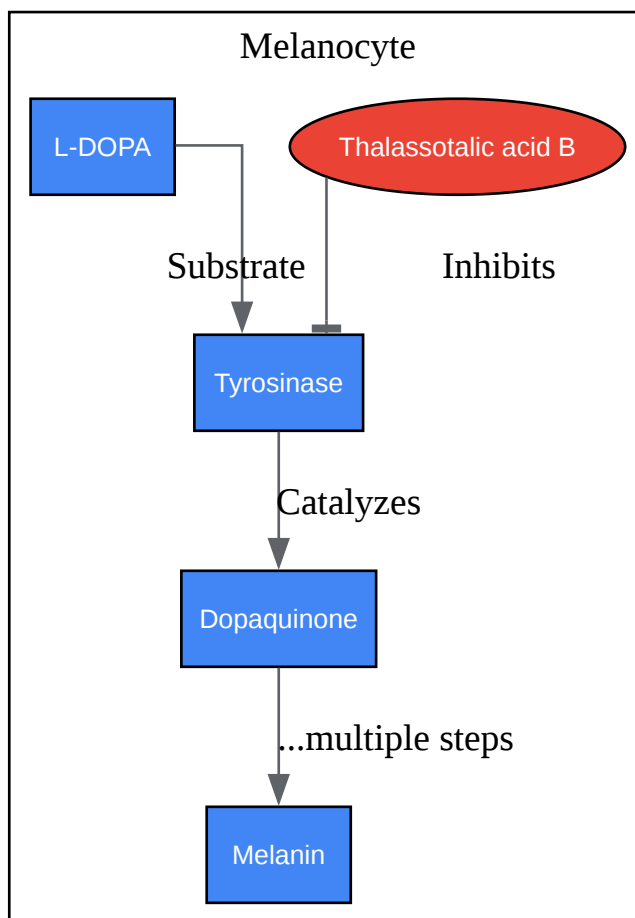 Melanocyte
L-DOPA
Thalassotalic acid B
Substrate
Inhibits
Tyrosinase
Catalyzes
Dopaquinone
...multiple steps
Melanin